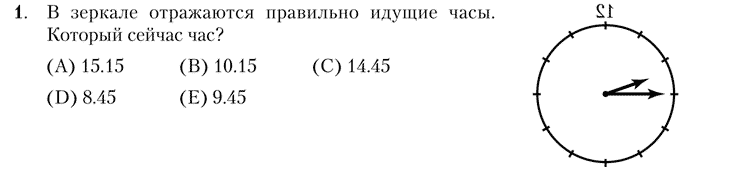 1. В зеркале отражаются правильно идущие часы.
Который сейчас час?
(A) 15.15 (B) 10.15 (C) 14.45
(D) 8.45 (E) 9.45
12